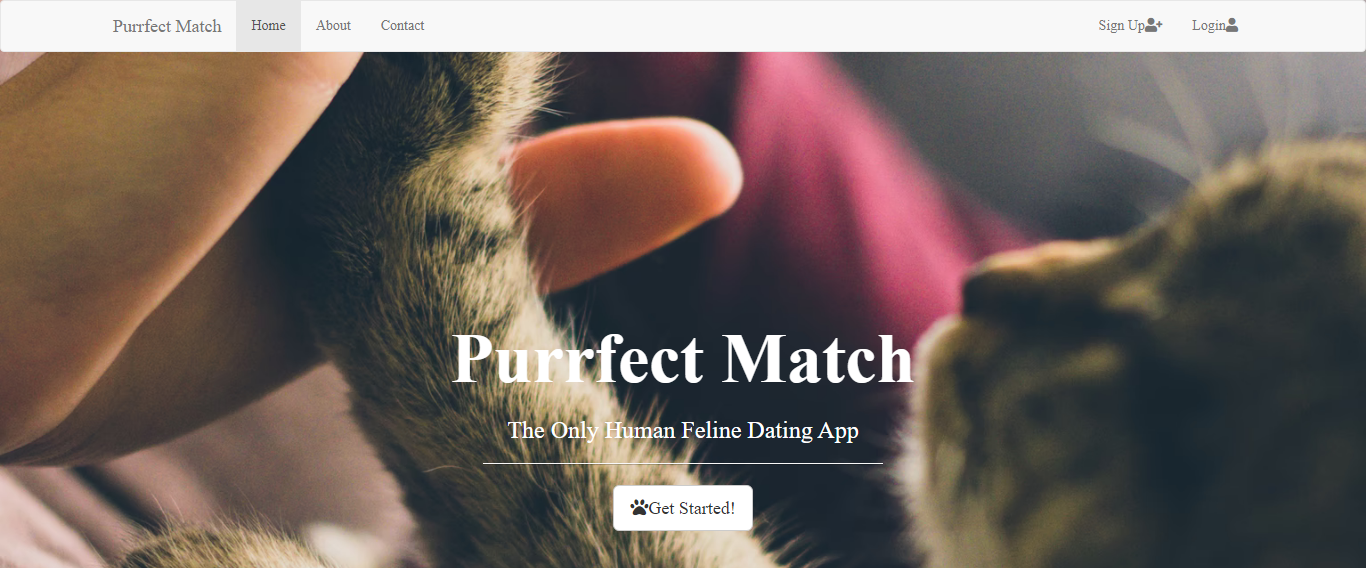 Purrfect Match Home About Contact Sign Up Login
Purrfect Match
The Only Human Feline Dating App
Get Started!